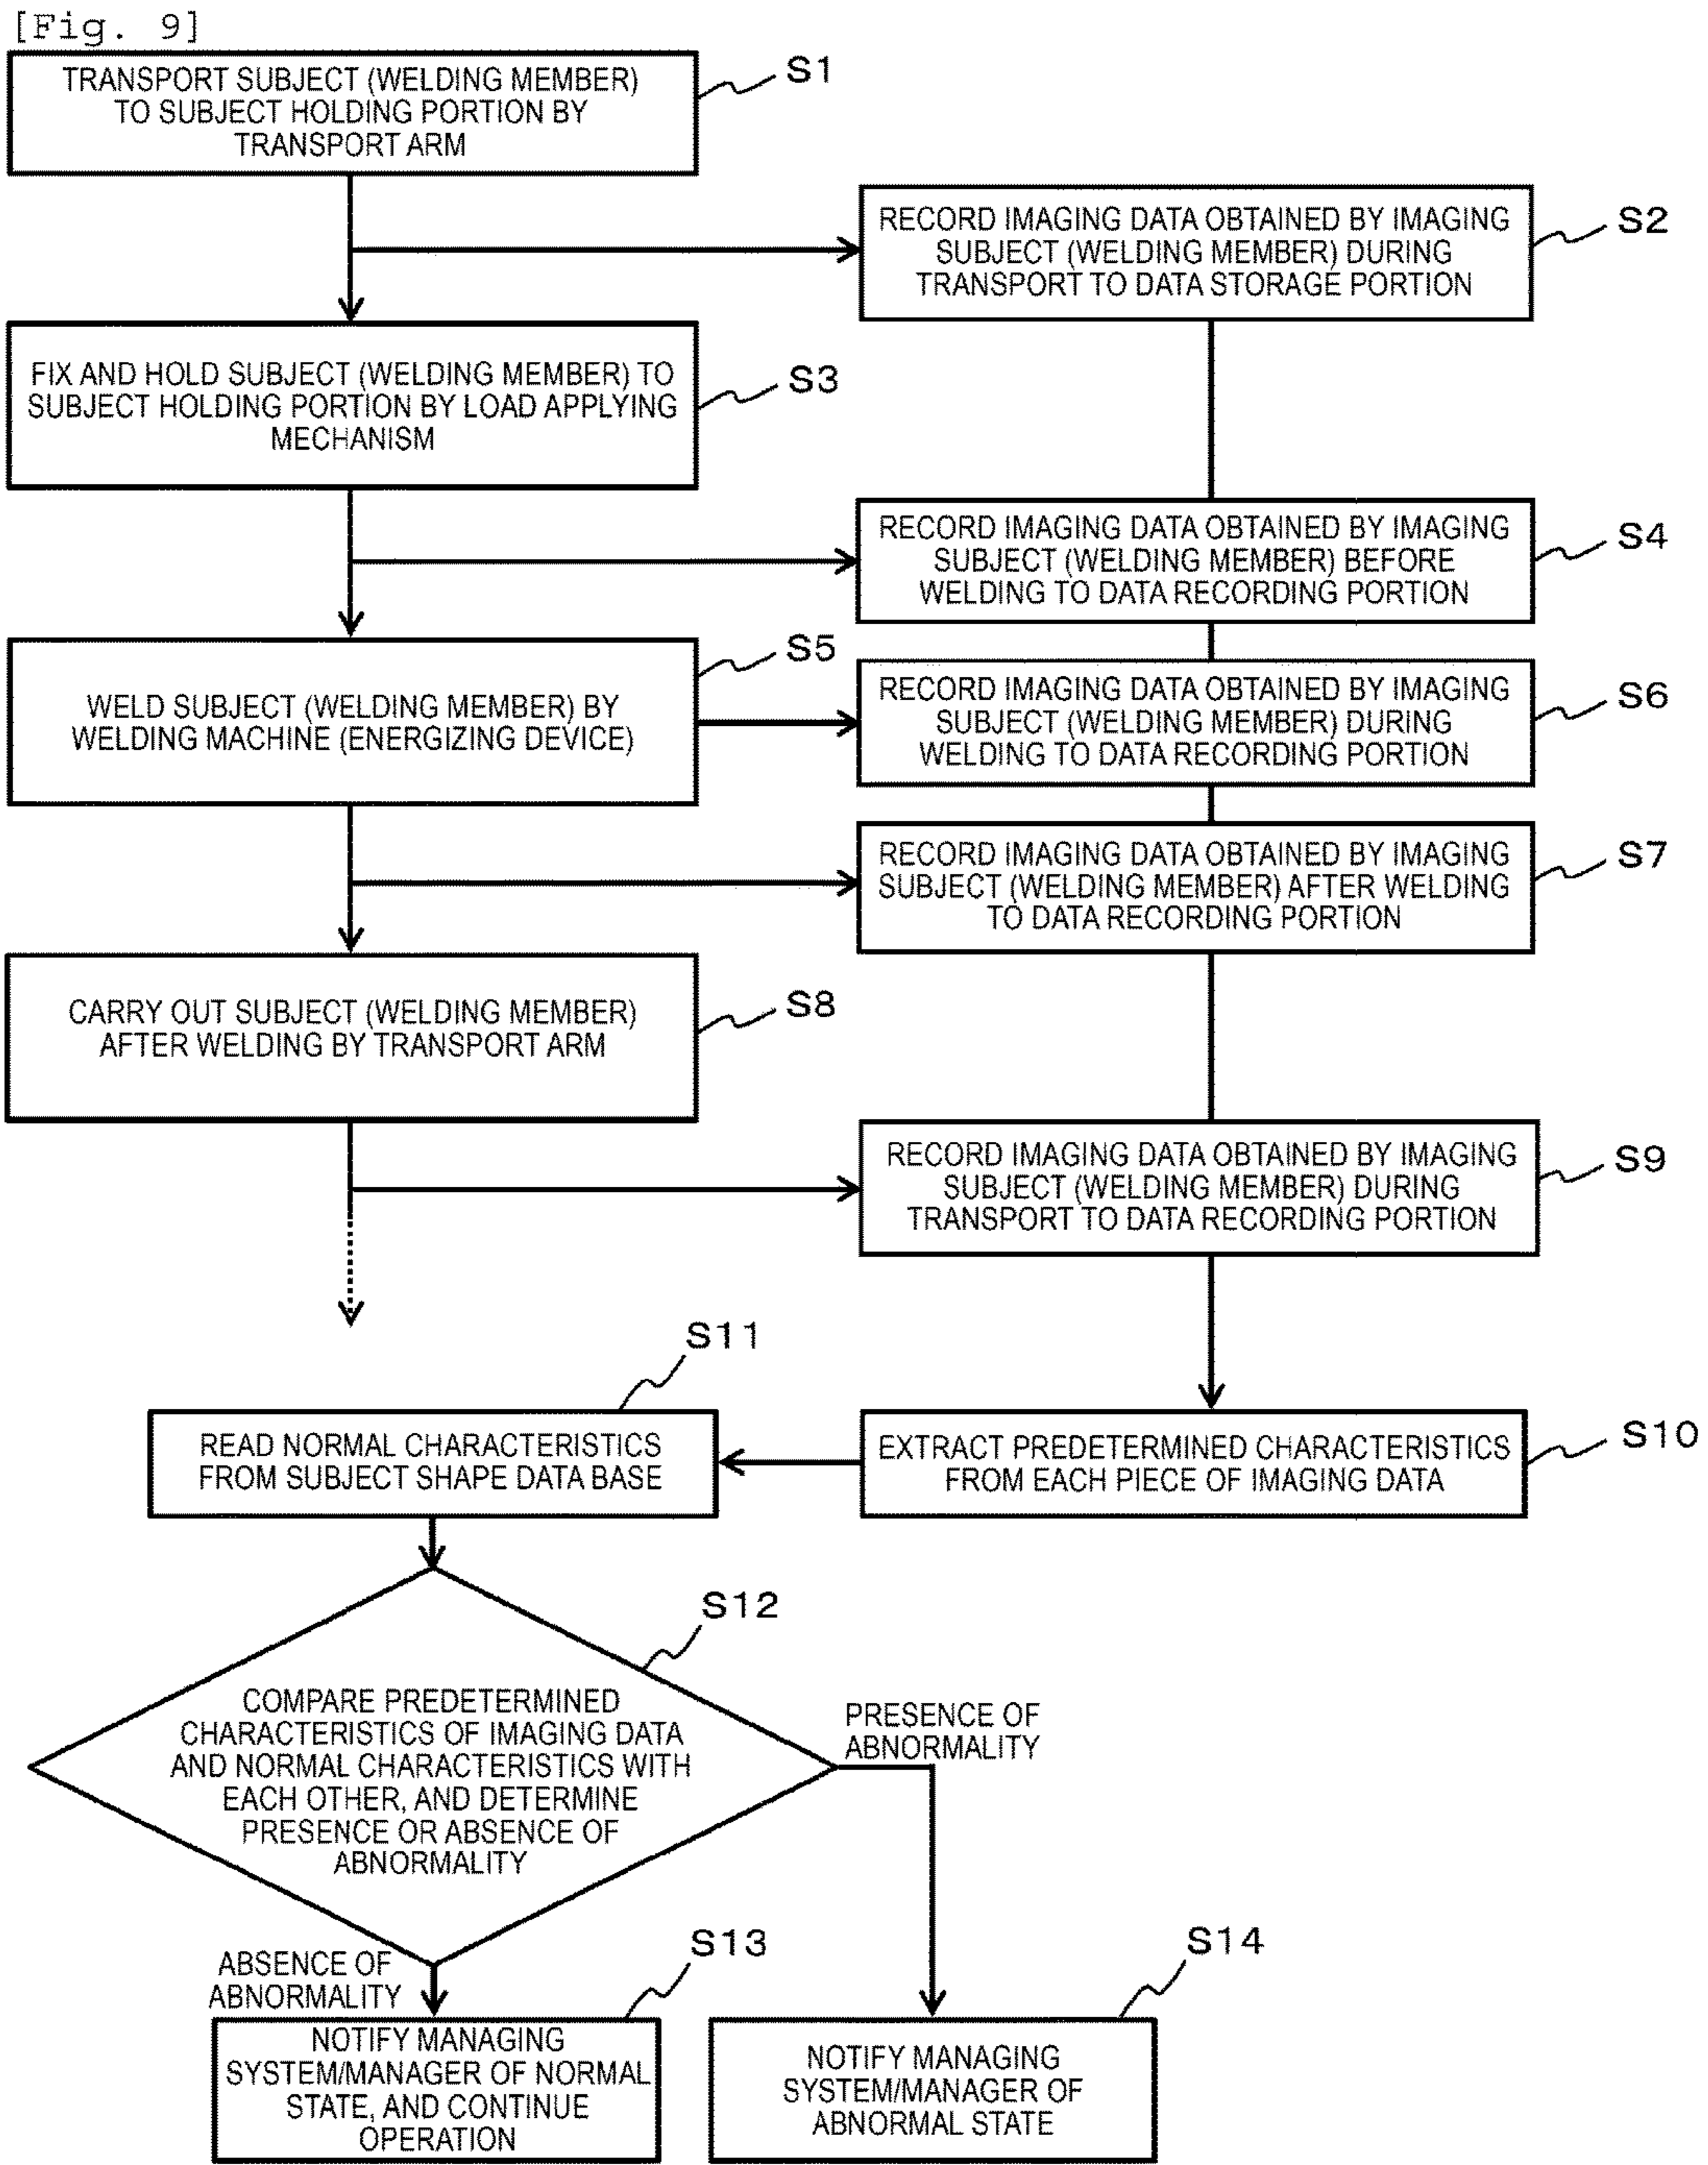 [Fig. 9]
TRANSPORT SUBJECT (WELDING MEMBER)
TO SUBJECT HOLDING PORTION BY
TRANSPORT ARM
S1
RECORD IMAGING DATA OBTAINED BY IMAGING
SUBJECT (WELDING MEMBER) DURING
TRANSPORT TO DATA STORAGE PORTION
S2
FIX AND HOLD SUBJECT (WELDING MEMBER) TO
SUBJECT HOLDING PORTION BY LOAD APPLYING
MECHANISM
S3
RECORD IMAGING DATA OBTAINED BY IMAGING
SUBJECT (WELDING MEMBER) BEFORE
WELDING TO DATA RECORDING PORTION
S4
WELD SUBJECT (WELDING MEMBER) BY
WELDING MACHINE (ENERGIZING DEVICE)
S5
RECORD IMAGING DATA OBTAINED BY IMAGING
SUBJECT (WELDING MEMBER) DURING
WELDING TO DATA RECORDING PORTION
S6
RECORD IMAGING DATA OBTAINED BY IMAGING
SUBJECT (WELDING MEMBER) AFTER WELDING
TO DATA RECORDING PORTION
S7
CARRY OUT SUBJECT (WELDING MEMBER)
AFTER WELDING BY TRANSPORT ARM
S8
RECORD IMAGING DATA OBTAINED BY IMAGING
SUBJECT (WELDING MEMBER) DURING
TRANSPORT TO DATA RECORDING PORTION
S9
EXTRACT PREDETERMINED CHARACTERISTICS
FROM EACH PIECE OF IMAGING DATA
S10
S11
READ NORMAL CHARACTERISTICS
FROM SUBJECT SHAPE DATA BASE
S12
COMPARE PREDETERMINED
CHARACTERISTICS OF IMAGING DATA
AND NORMAL CHARACTERISTICS WITH
EACH OTHER, AND DETERMINE
PRESENCE OR ABSENCE OF
ABNORMALITY
PRESENCE OF
ABNORMALITY
ABSENCE OF
ABNORMALITY
S13
NOTIFY MANAGING
SYSTEM/MANAGER OF NORMAL
STATE, AND CONTINUE
OPERATION
S14
NOTIFY MANAGING
SYSTEM/MANAGER OF
ABNORMAL STATE